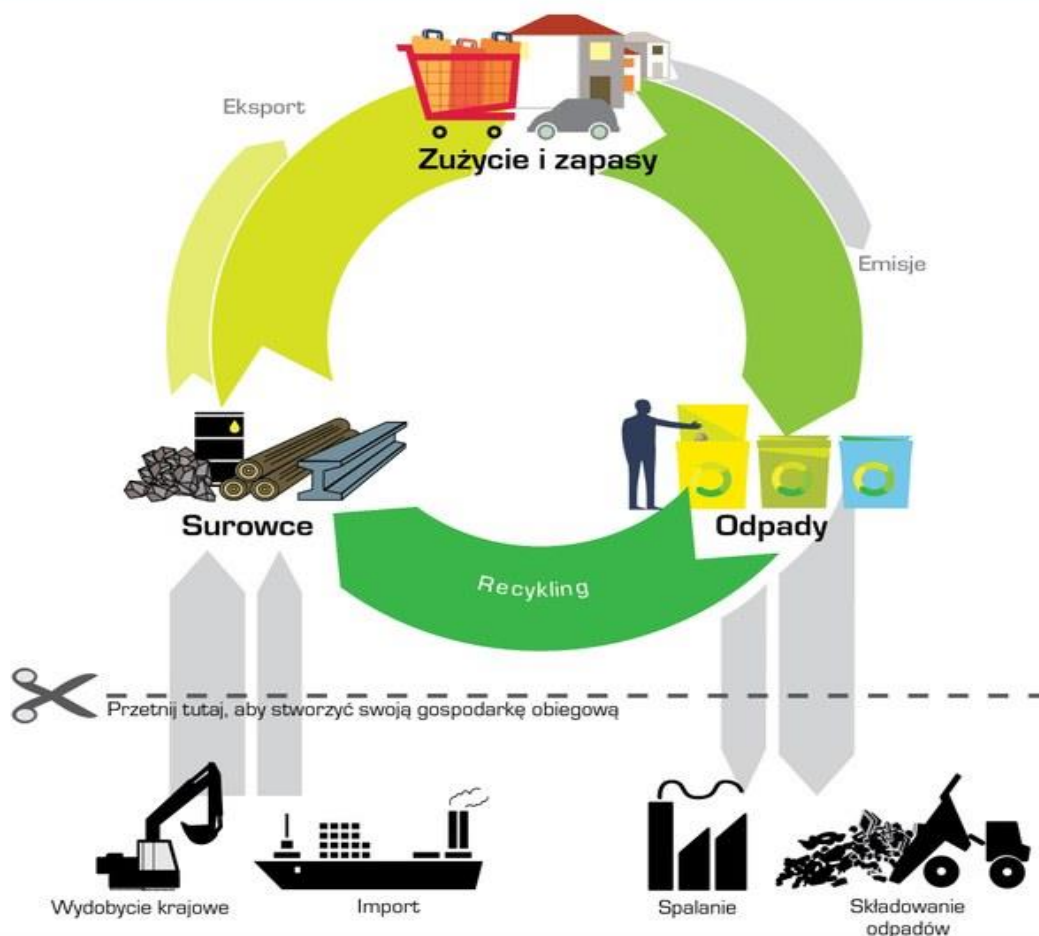 Eksport
Zużycie i zapasy
Emisje
Surowce
Odpady
Recykling
Przetnij tutaj, aby stworzyć swoją gospodarkę obiegową
Wydobycie krajowe
Import
Spalanie
Składowanie
odpadów